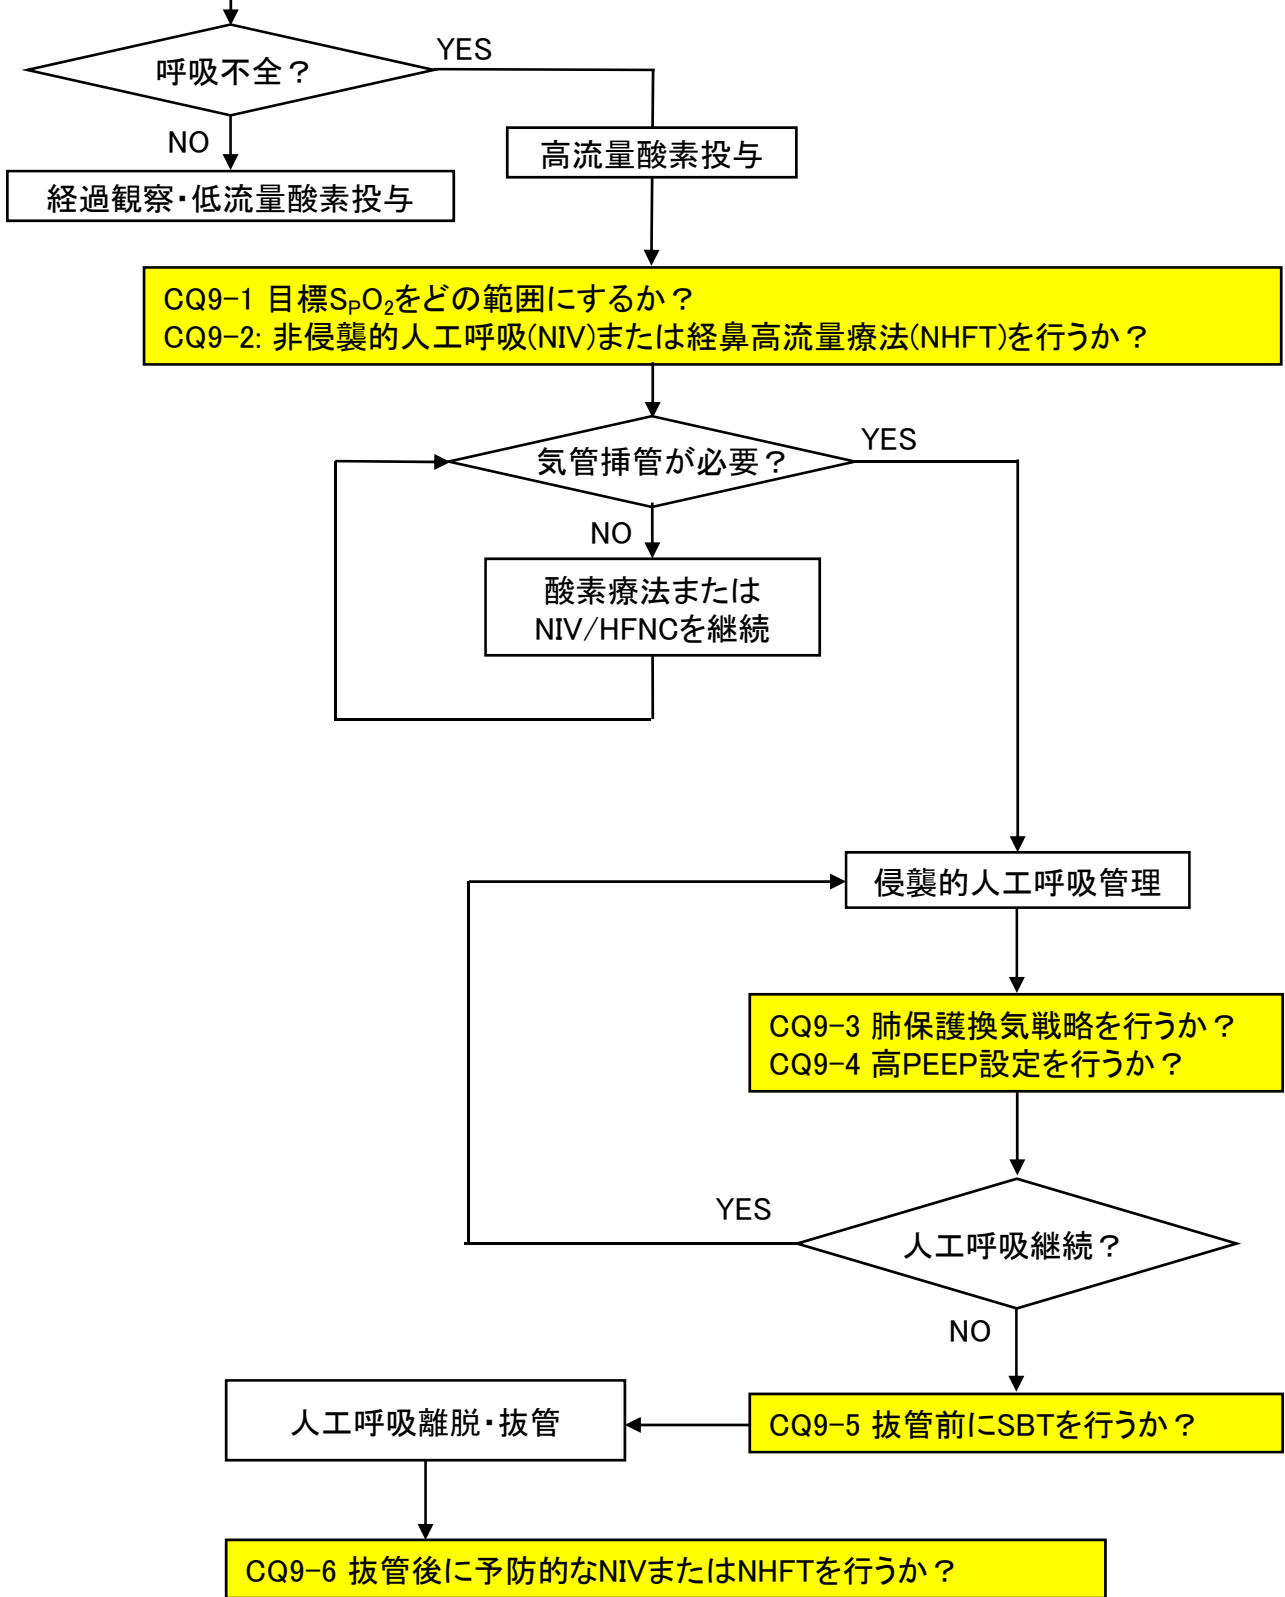 呼吸不全？
YES
NO
高流量酸素投与
経過観察・低流量酸素投与
CQ9-1 目標SPO2をどの範囲にするか？
CQ9-2: 非侵襲的人工呼吸(NIV)または経鼻高流量療法(NHFT)を行うか？
気管挿管が必要？
YES
NO
酸素療法または
NIV/HFNCを継続
侵襲的人工呼吸管理
CQ9-3 肺保護換気戦略を行うか？
CQ9-4 高PEEP設定を行うか？
YES
人工呼吸継続？
NO
人工呼吸離脱・抜管
CQ9-5 抜管前にSBTを行うか？
CQ9-6 抜管後に予防的なNIVまたはNHFTを行うか？